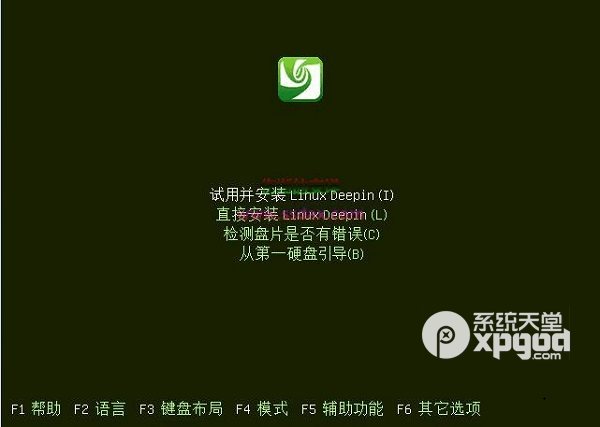 试用并安装 Linux Deepin (I)
直接安装 Linux Deepin (L)
检测盘片是否有错误(C)
从第一硬盘引导(B)
系统天堂
xpgod
.com
F1 帮助 F2 语言 F3 键盘布局 F4 模式 F5 辅助功能 F6 其它选项